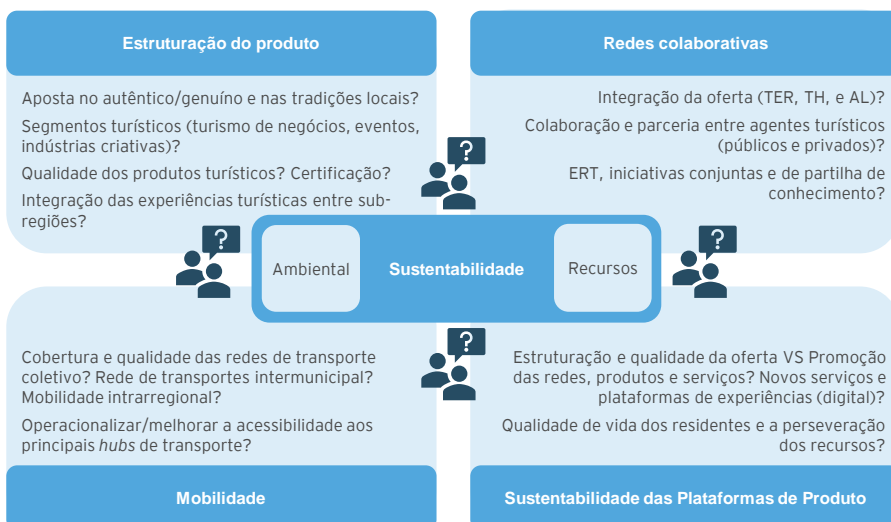 Estruturação do produto
Aposta no autêntico/genuíno e nas tradições locais?
Segmentos turísticos (turismo de negócios, eventos,
indústrias criativas)?
Qualidade dos produtos turísticos? Certificação?
Integração das experiências turísticas entre sub-
regiões?
Redes colaborativas
Integração da oferta (TER, TH, e AL)?
Colaboração e parceria entre agentes turísticos
(públicos e privados)?
ERT, iniciativas conjuntas e de partilha de
conhecimento?
?
?
?
?
Ambiental
Sustentabilidade
Recursos
Cobertura e qualidade das redes de transporte
coletivo? Rede de transportes intermunicipal?
Mobilidade intrarregional?
Operacionalizar/melhorar a acessibilidade aos
principais hubs de transporte?
Mobilidade
Estruturação e qualidade da oferta VS Promoção
das redes, produtos e serviços? Novos serviços e
plataformas de experiências (digital)?
Qualidade de vida dos residentes e a perseveração
dos recursos?
Sustentabilidade das Plataformas de Produto